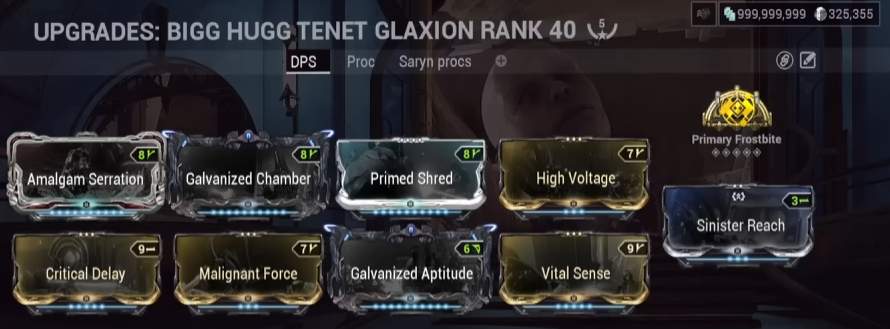 999,999,999 325,355
UPGRADES: BIGG HUGG TENET GLAXION RANK 40 5
DPS Proc Saryn procs
Primary Frostbite
8 8 8 7
Amalgam Serration Galvanized Chamber Primed Shred High Voltage
3
Sinister Reach
9 7 6 9
Critical Delay Malignant Force Galvanized Aptitude Vital Sense